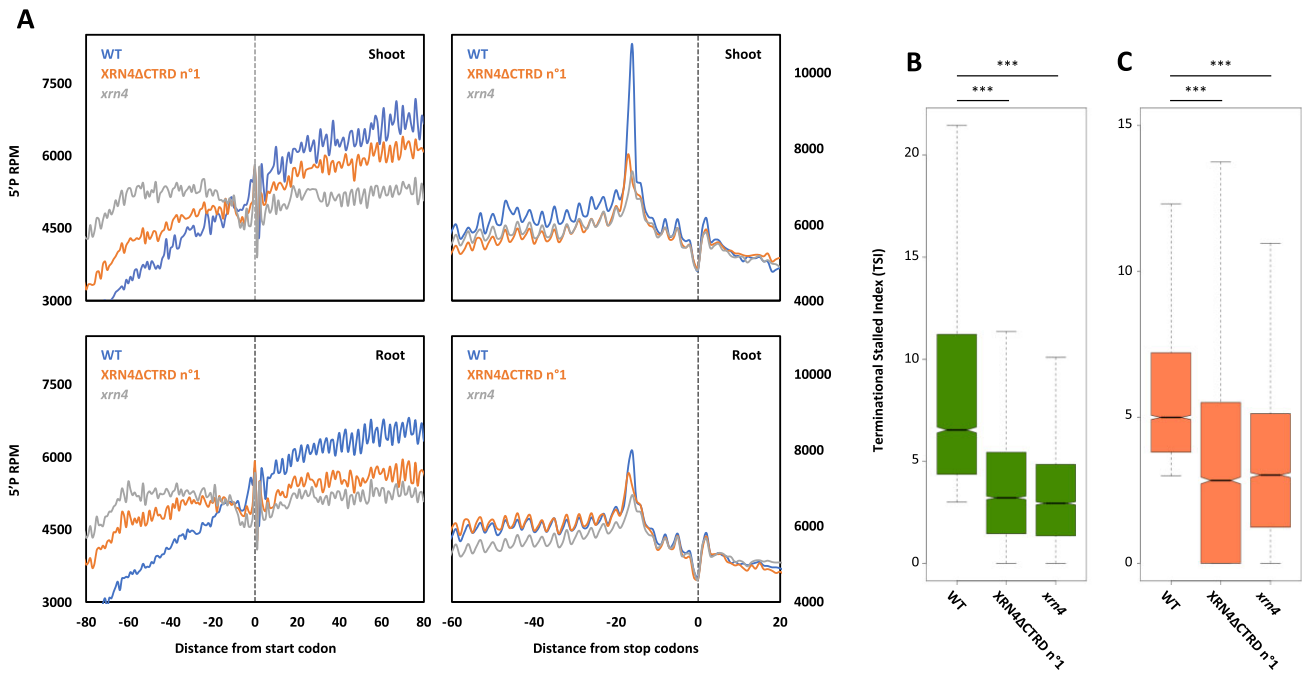 A
WT
XRN4ΔCTRD n°1
xrn4
Shoot
7500
6000
4500
3000
5'P RPM
Shoot
10000
8000
6000
4000
WT
XRN4ΔCTRD n°1
xrn4
Root
7500
6000
4500
3000
5'P RPM
-80 -60 -40 -20 0 20 40 60 80
Distance from start codon
WT
XRN4ΔCTRD n°1
xrn4
Root
10000
8000
6000
4000
-60 -40 -20 0 20
Distance from stop codons
WT
XRN4ΔCTRD n°1
xrn4
B
***
***
Terminational Stalled Index (TSI)
20
15
10
5
0
WT
XRN4ΔCTRD n°1
xrn4
C
***
***
15
10
5
0
WT
XRN4ΔCTRD n°1
xrn4